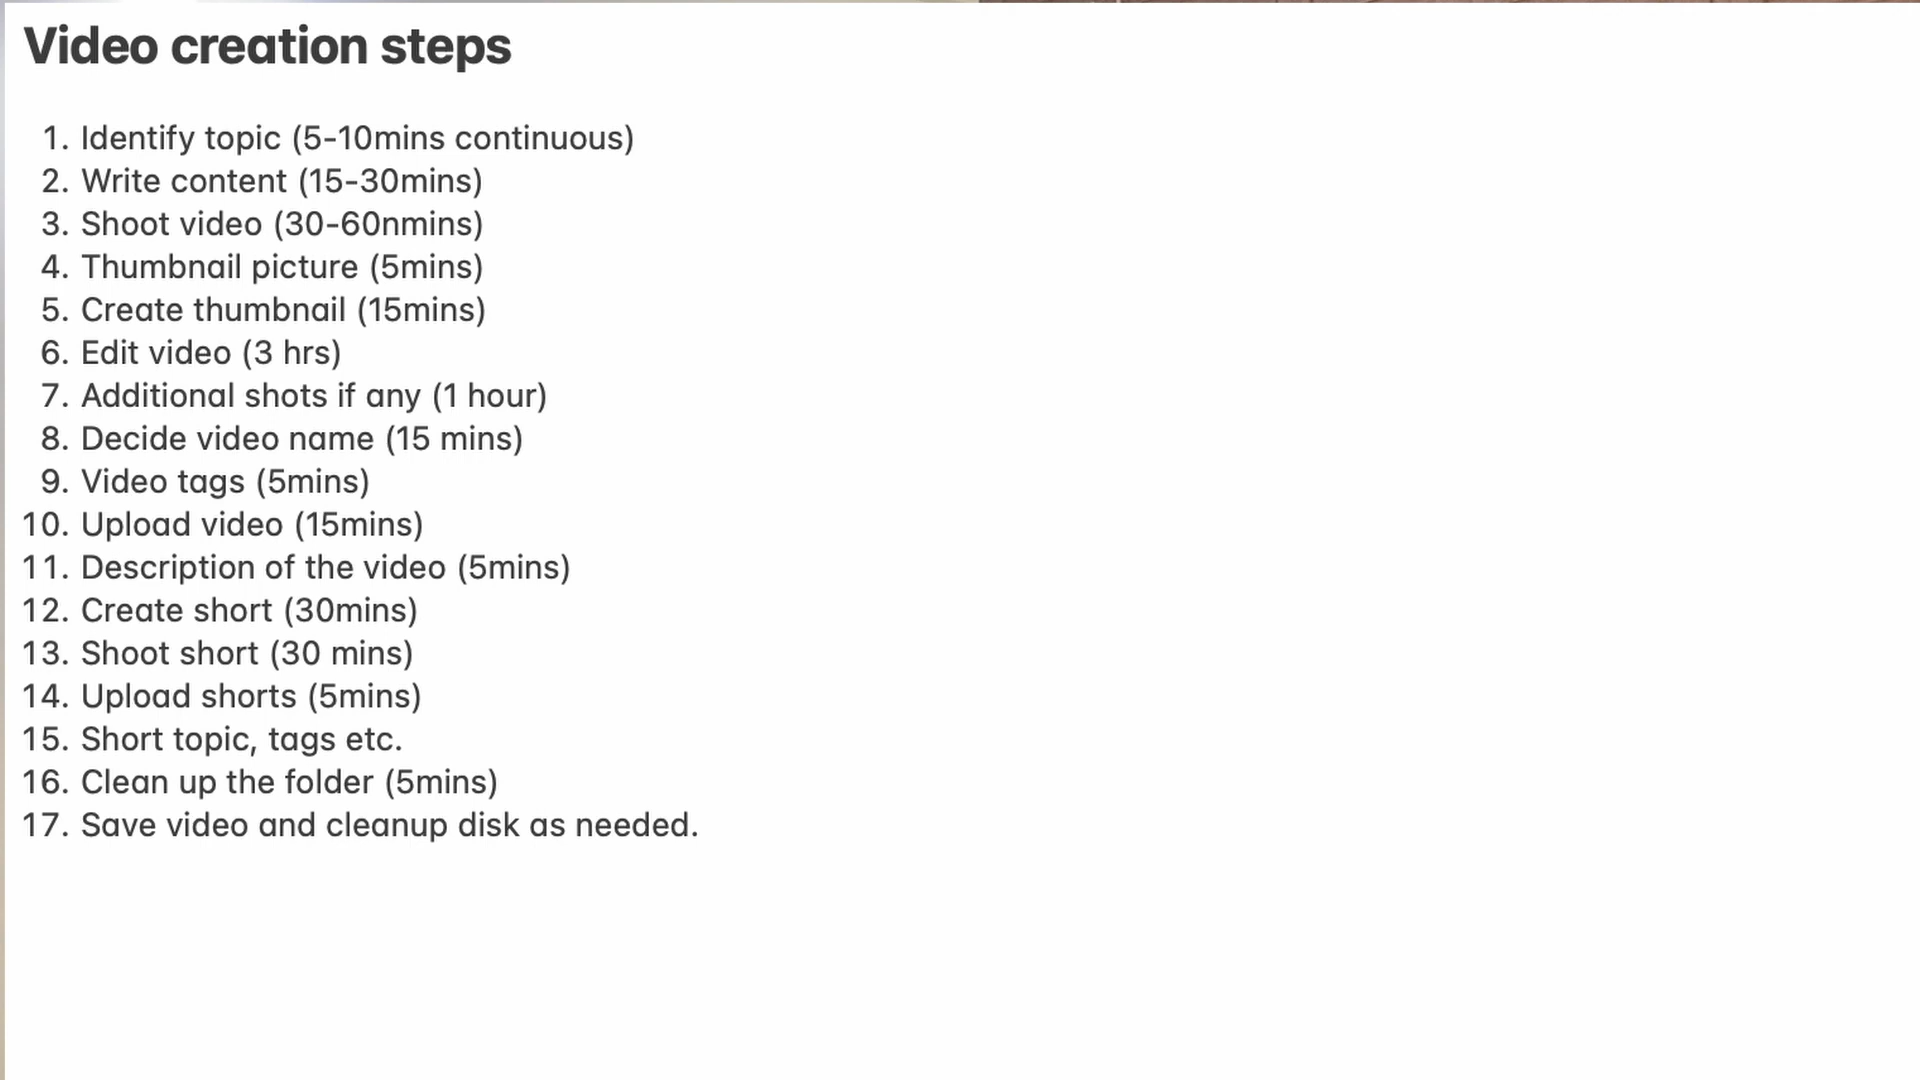 Video creation steps
1. Identify topic (5-10mins continuous)
2. Write content (15-30mins)
3. Shoot video (30-60nmins)
4. Thumbnail picture (5mins)
5. Create thumbnail (15mins)
6. Edit video (3 hrs)
7. Additional shots if any (1 hour)
8. Decide video name (15 mins)
9. Video tags (5mins)
10. Upload video (15mins)
11. Description of the video (5mins)
12. Create short (30mins)
13. Shoot short (30 mins)
14. Upload shorts (5mins)
15. Short topic, tags etc.
16. Clean up the folder (5mins)
17. Save video and cleanup disk as needed.